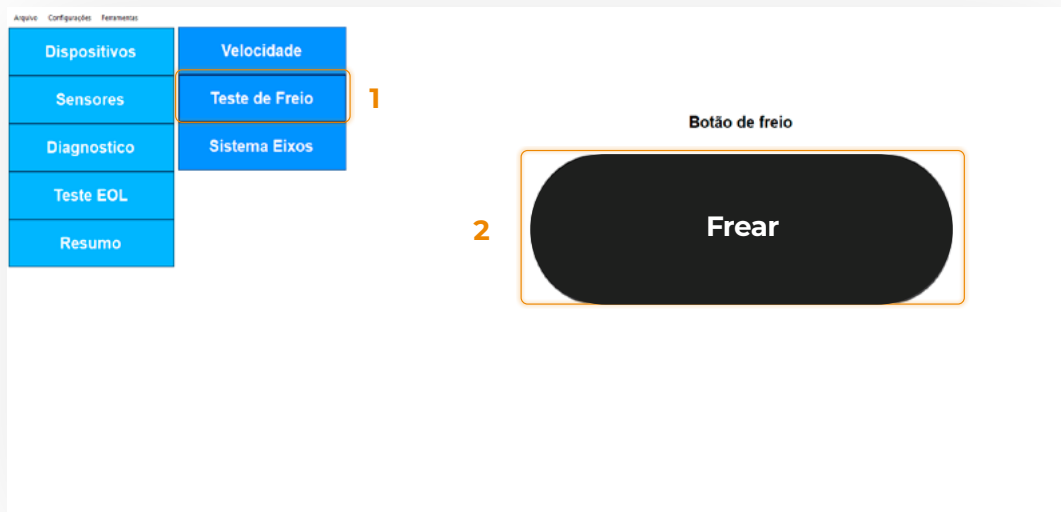 Arquivo Configurações Ferramentas
Dispositivos
Sensores
Diagnostico
Teste EOL
Resumo
Velocidade
Teste de Freio
Sistema Eixos
1
Botão de freio
2
Frear